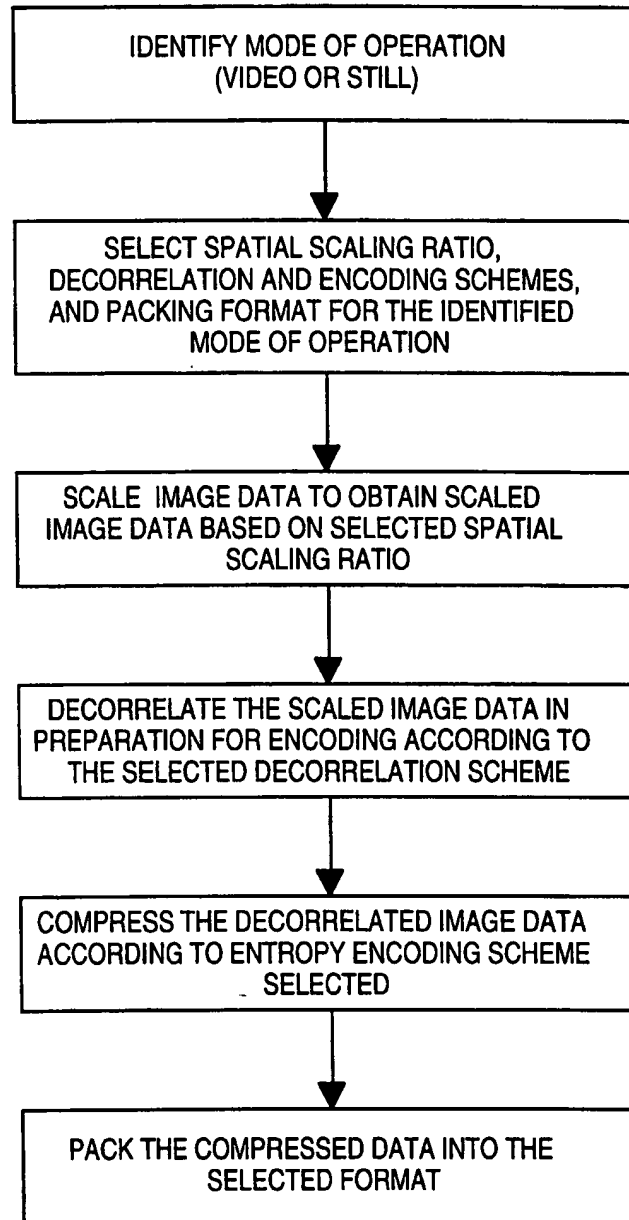 IDENTIFY MODE OF OPERATION
(VIDEO OR STILL)
SELECT SPATIAL SCALING RATIO,
DECORRELATION AND ENCODING SCHEMES,
AND PACKING FORMAT FOR THE IDENTIFIED
MODE OF OPERATION
SCALE IMAGE DATA TO OBTAIN SCALED
IMAGE DATA BASED ON SELECTED SPATIAL
SCALING RATIO
DECORRELATE THE SCALED IMAGE DATA IN
PREPARATION FOR ENCODING ACCORDING TO
THE SELECTED DECORRELATION SCHEME
COMPRESS THE DECORRELATED IMAGE DATA
ACCORDING TO ENTROPY ENCODING SCHEME
SELECTED
PACK THE COMPRESSED DATA INTO THE
SELECTED FORMAT